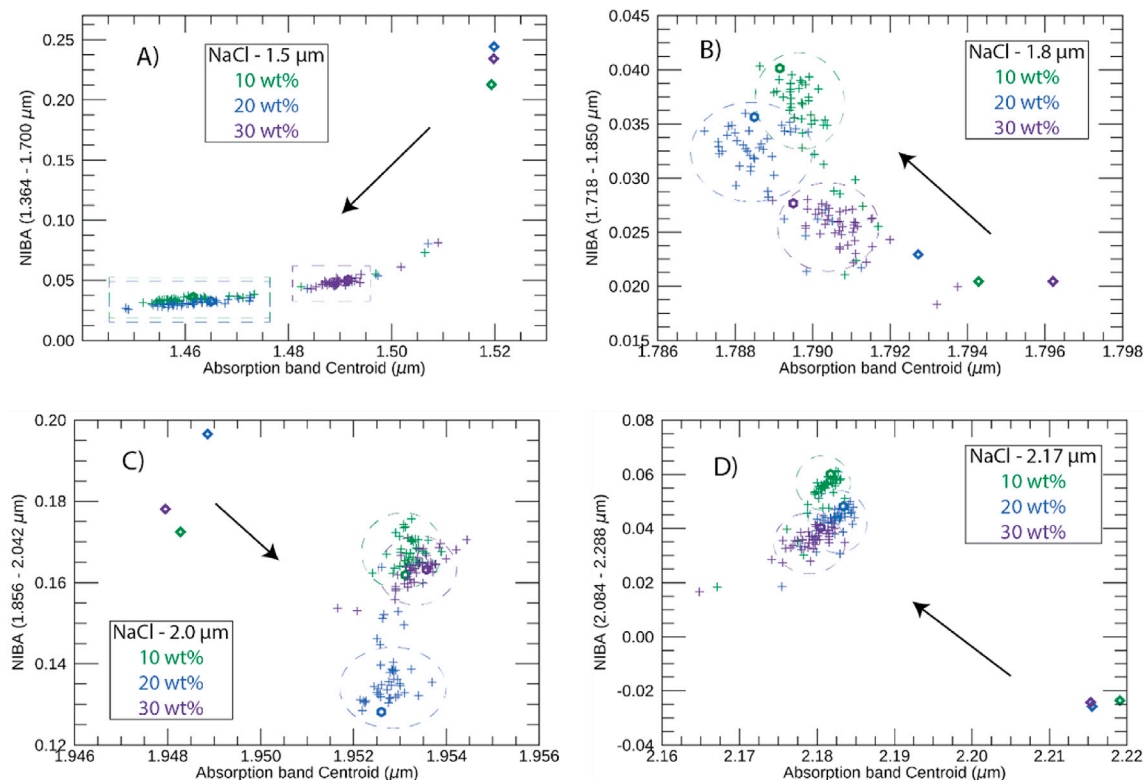 A)
NaCl - 1.5 µm
10 wt%
20 wt%
30 wt%
NIBA (1.364 - 1.700 µm)
0.25
0.20
0.15
0.10
0.05
0.00
1.46 1.48 1.50 1.52
Absorption band Centroid (µm)
B)
NaCl - 1.8 µm
10 wt%
20 wt%
30 wt%
NIBA (1.718 - 1.850 µm)
0.045
0.040
0.035
0.030
0.025
0.020
0.015
1.786 1.788 1.790 1.792 1.794 1.796 1.798
Absorption band Centroid (µm)
C)
NaCl - 2.0 µm
10 wt%
20 wt%
30 wt%
NIBA (1.856 - 2.042 µm)
0.20
0.18
0.16
0.14
0.12
1.946 1.948 1.950 1.952 1.954 1.956
Absorption band Centroid (µm)
D)
NaCl - 2.17 µm
10 wt%
20 wt%
30 wt%
NIBA (2.084 - 2.288 µm)
0.08
0.06
0.04
0.02
0.00
-0.02
-0.04
2.16 2.17 2.18 2.19 2.20 2.21 2.22
Absorption band Centroid (µm)